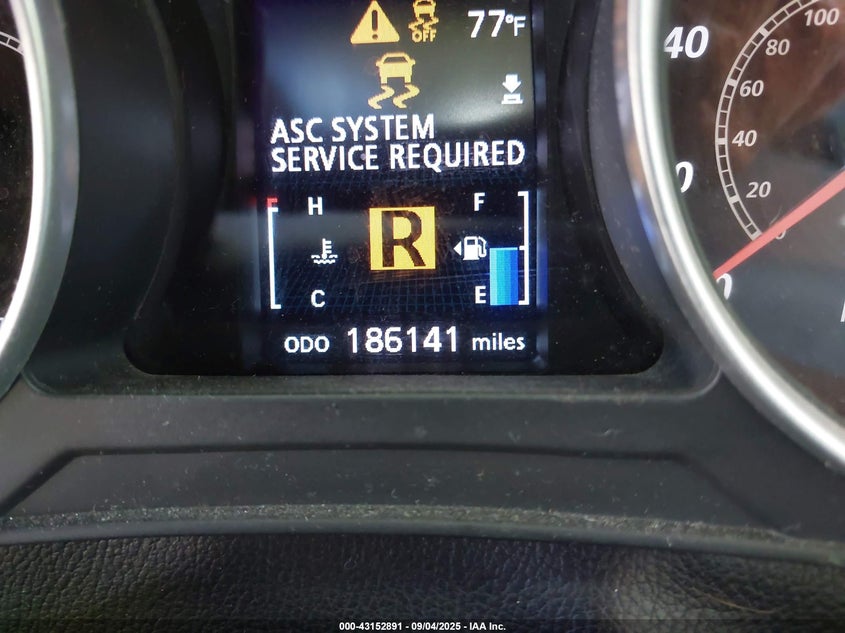 OFF
77°F
ASC SYSTEM
SERVICE REQUIRED
H
F
R
C
E
ODO 186141 miles
40
100
80
60
40
20
0
000-43152891 - 09/04/2025 - IAA Inc.